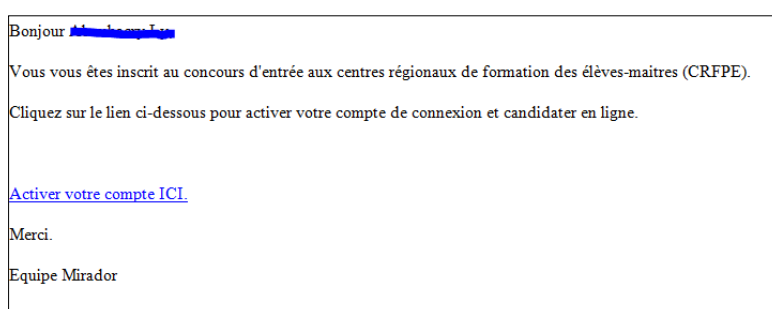 Bonjour
Vous vous êtes inscrit au concours d'entrée aux centres régionaux de formation des élèves-maitres (CRFPE).
Cliquez sur le lien ci-dessous pour activer votre compte de connexion et candidater en ligne.
Activer votre compte ICI.
Merci.
Equipe Mirador